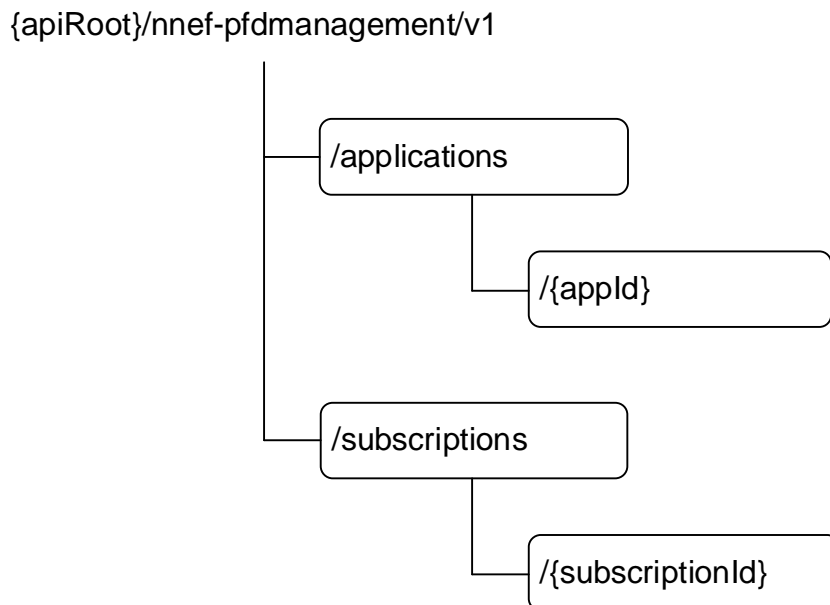 {apiRoot}/nnef-pfdmanagement/v1
/applications
/{appId}
/subscriptions
/{subscriptionId}